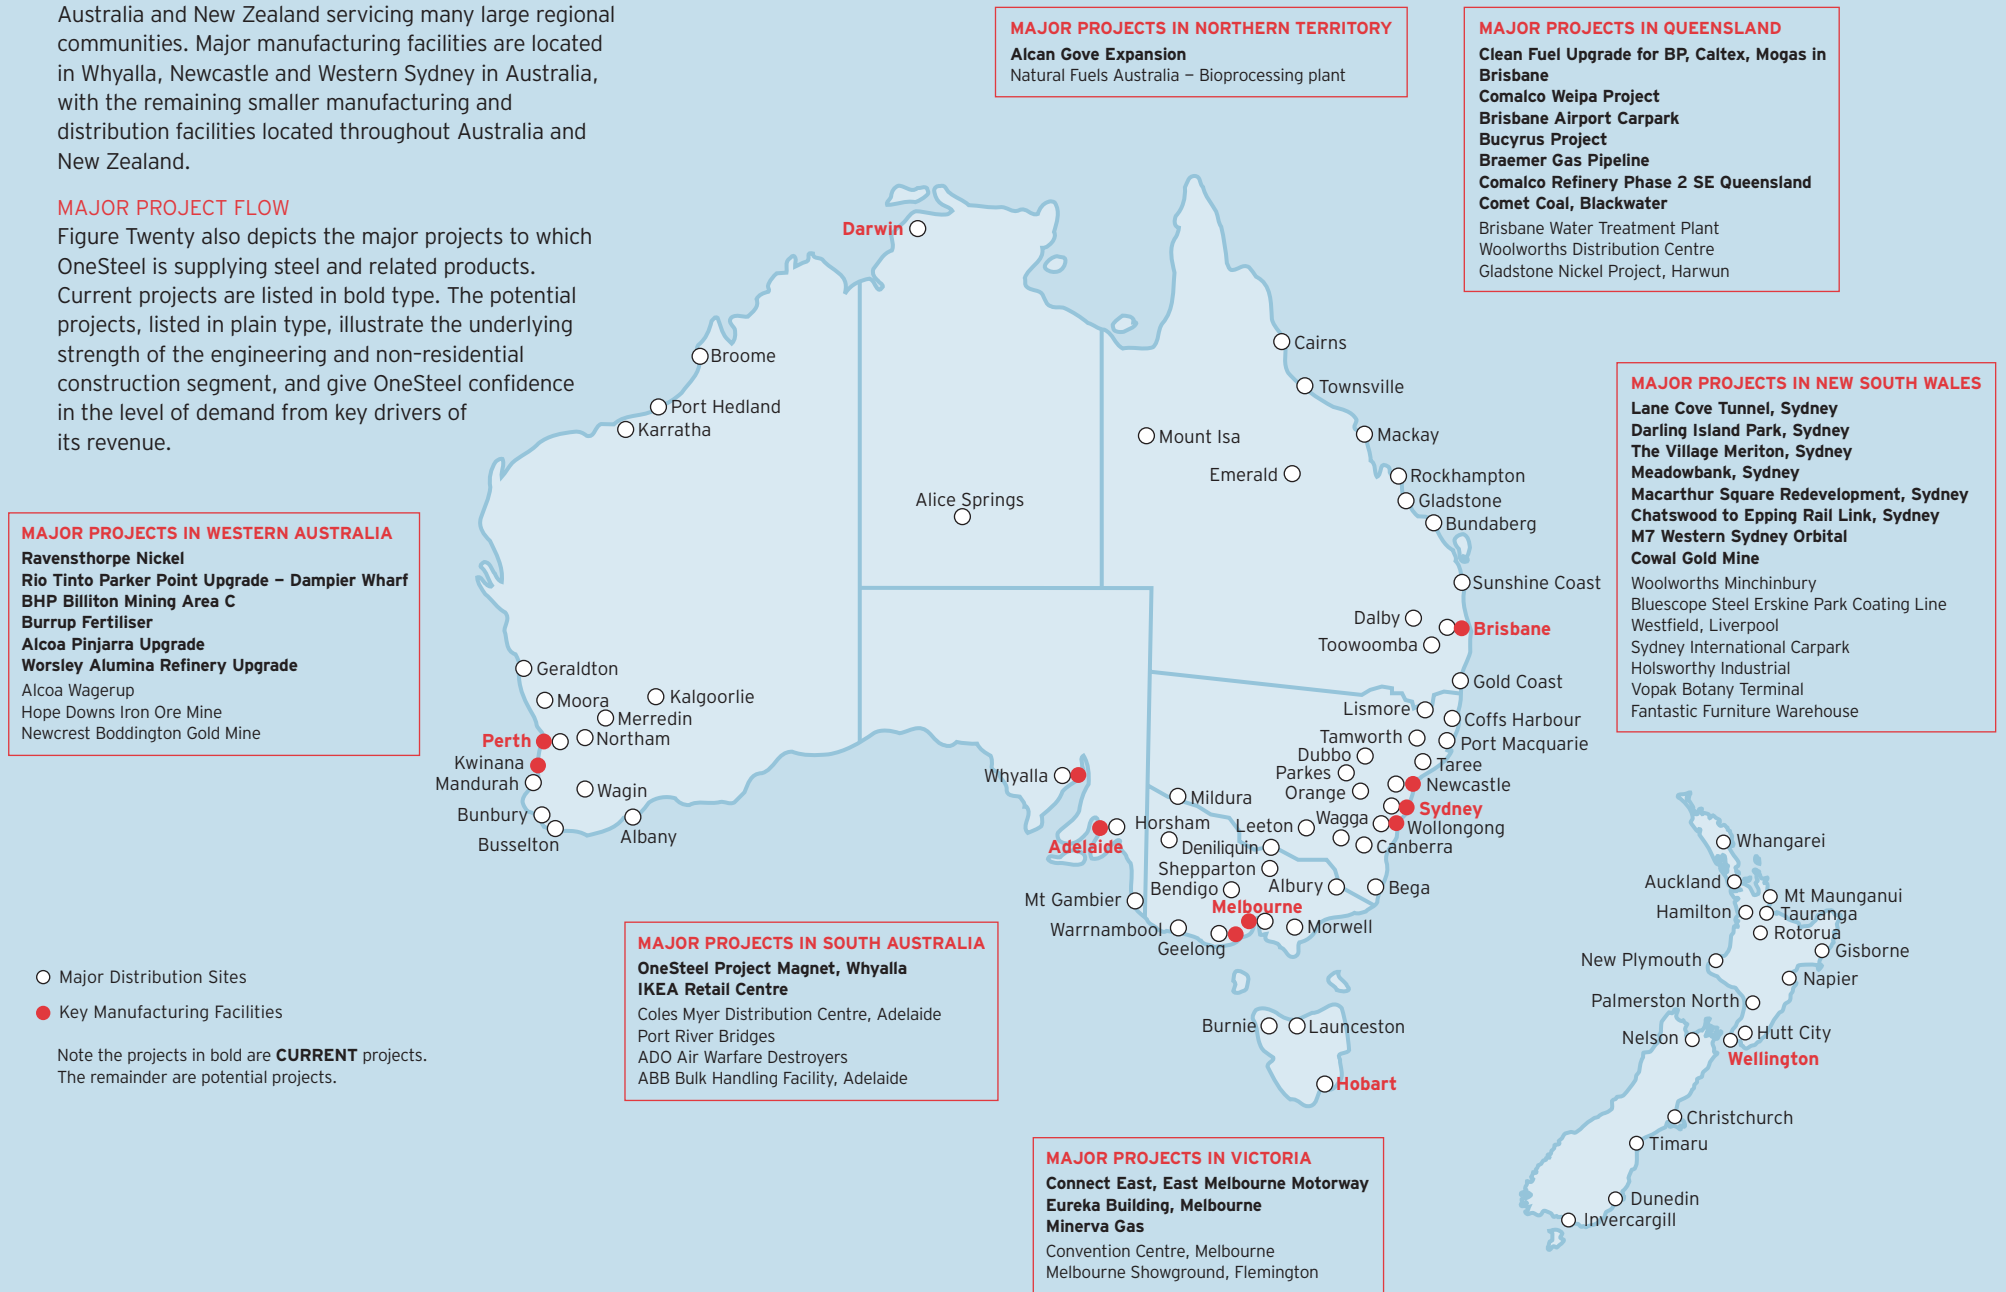 Australia and New Zealand servicing many large regional
communities. Major manufacturing facilities are located
in Whyalla, Newcastle and Western Sydney in Australia,
with the remaining smaller manufacturing and
distribution facilities located throughout Australia and
New Zealand.
MAJOR PROJECT FLOW
Figure Twenty also depicts the major projects to which
OneSteel is supplying steel and related products.
Current projects are listed in bold type. The potential
projects, listed in plain type, illustrate the underlying
strength of the engineering and non-residential
construction segment, and give OneSteel confidence
in the level of demand from key drivers of
its revenue.
MAJOR PROJECTS IN NORTHERN TERRITORY
Alcan Gove Expansion
Natural Fuels Australia – Bioprocessing plant
MAJOR PROJECTS IN QUEENSLAND
Clean Fuel Upgrade for BP, Caltex, Mogas in
Brisbane
Comalco Weipa Project
Brisbane Airport Carpark
Bucyrus Project
Braemer Gas Pipeline
Comalco Refinery Phase 2 SE Queensland
Comet Coal, Blackwater
Brisbane Water Treatment Plant
Woolworths Distribution Centre
Gladstone Nickel Project, Harwun
MAJOR PROJECTS IN NEW SOUTH WALES
Lane Cove Tunnel, Sydney
Darling Island Park, Sydney
The Village Meriton, Sydney
Meadowbank, Sydney
Macarthur Square Redevelopment, Sydney
Chatswood to Epping Rail Link, Sydney
M7 Western Sydney Orbital
Cowal Gold Mine
Woolworths Minchinbury
Bluescope Steel Erskine Park Coating Line
Westfield, Liverpool
Sydney International Carpark
Holsworthy Industrial
Vopak Botany Terminal
Fantastic Furniture Warehouse
MAJOR PROJECTS IN WESTERN AUSTRALIA
Ravensthorpe Nickel
Rio Tinto Parker Point Upgrade – Dampier Wharf
BHP Billiton Mining Area C
Burrup Fertiliser
Alcoa Pinjarra Upgrade
Worsley Alumina Refinery Upgrade
Alcoa Wagerup
Hope Downs Iron Ore Mine
Newcrest Boddington Gold Mine
Darwin
Broome
Port Hedland
Karratha
Alice Springs
Cairns
Townsville
Mount Isa
Mackay
Emerald
Rockhampton
Gladstone
Bundaberg
Sunshine Coast
Dalby
Brisbane
Toowoomba
Gold Coast
Geraldton
Moora
Kalgoorlie
Merredin
Perth
Northam
Kwinana
Mandurah
Wagin
Bunbury
Busselton
Albany
Whyalla
Adelaide
Mt Gambier
Lismore
Coffs Harbour
Tamworth
Port Macquarie
Dubbo
Taree
Parkes
Orange
Newcastle
Mildura
Sydney
Horsham
Leeton
Wagga
Wollongong
Deniliquin
Canberra
Shepparton
Bendigo
Albury
Bega
Melbourne
Warrnambool
Morwell
Geelong
Burnie
Launceston
Hobart
Whangarei
Auckland
Mt Maunganui
Hamilton
Tauranga
Rotorua
Gisborne
New Plymouth
Napier
Palmerston North
Hutt City
Nelson
Wellington
Christchurch
Timaru
Dunedin
Invercargill
MAJOR PROJECTS IN SOUTH AUSTRALIA
OneSteel Project Magnet, Whyalla
IKEA Retail Centre
Coles Myer Distribution Centre, Adelaide
Port River Bridges
ADO Air Warfare Destroyers
ABB Bulk Handling Facility, Adelaide
Major Distribution Sites
Key Manufacturing Facilities
Note the projects in bold are CURRENT projects.
The remainder are potential projects.
MAJOR PROJECTS IN VICTORIA
Connect East, East Melbourne Motorway
Eureka Building, Melbourne
Minerva Gas
Convention Centre, Melbourne
Melbourne Showground, Flemington